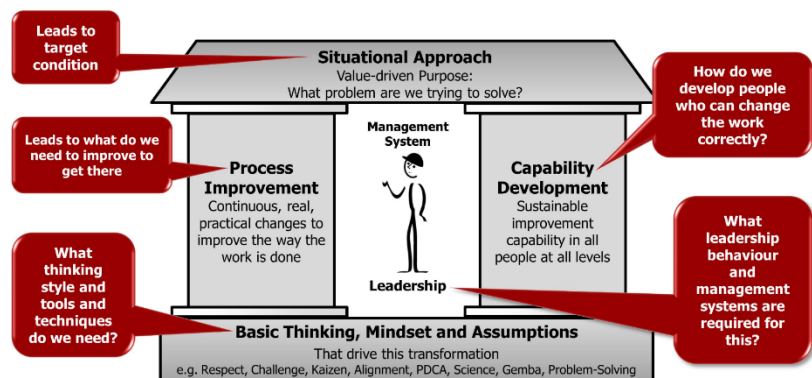 Leads to
target
condition
Situational Approach
Value-driven Purpose:
What problem are we trying to solve?
How do we
develop people
who can change
the work
correctly?
Leads to what do we
need to improve to
get there
Process
Improvement
Continuous, real,
practical changes to
improve the way the
work is done
Management
System
Leadership
Capability
Development
Sustainable
improvement
capability in all
people at all levels
What
thinking
style and
tools and
techniques
do we need?
What
leadership
behaviour
and
management
systems are
required for
this?
Basic Thinking, Mindset and Assumptions
That drive this transformation
e.g. Respect, Challenge, Kaizen, Alignment, PDCA, Science, Gemba, Problem-Solving